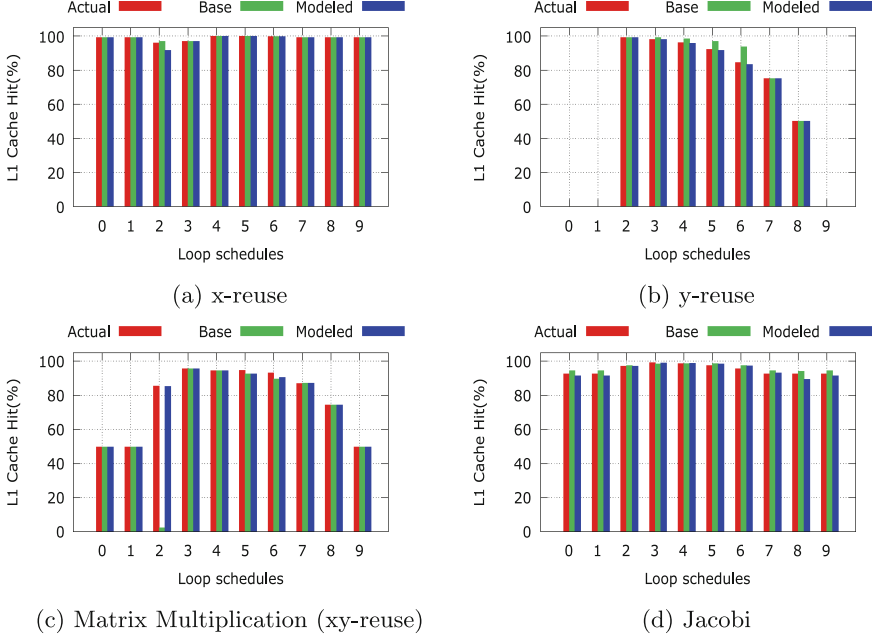 Actual Base Modeled
L1 Cache Hit(%)
100
80
60
40
20
0
0 1 2 3 4 5 6 7 8 9
Loop schedules
(a) x-reuse
Actual Base Modeled
L1 Cache Hit(%)
100
80
60
40
20
0
0 1 2 3 4 5 6 7 8 9
Loop schedules
(b) y-reuse
Actual Base Modeled
L1 Cache Hit(%)
100
80
60
40
20
0
0 1 2 3 4 5 6 7 8 9
Loop schedules
(c) Matrix Multiplication (xy-reuse)
Actual Base Modeled
L1 Cache Hit(%)
100
80
60
40
20
0
0 1 2 3 4 5 6 7 8 9
Loop schedules
(d) Jacobi